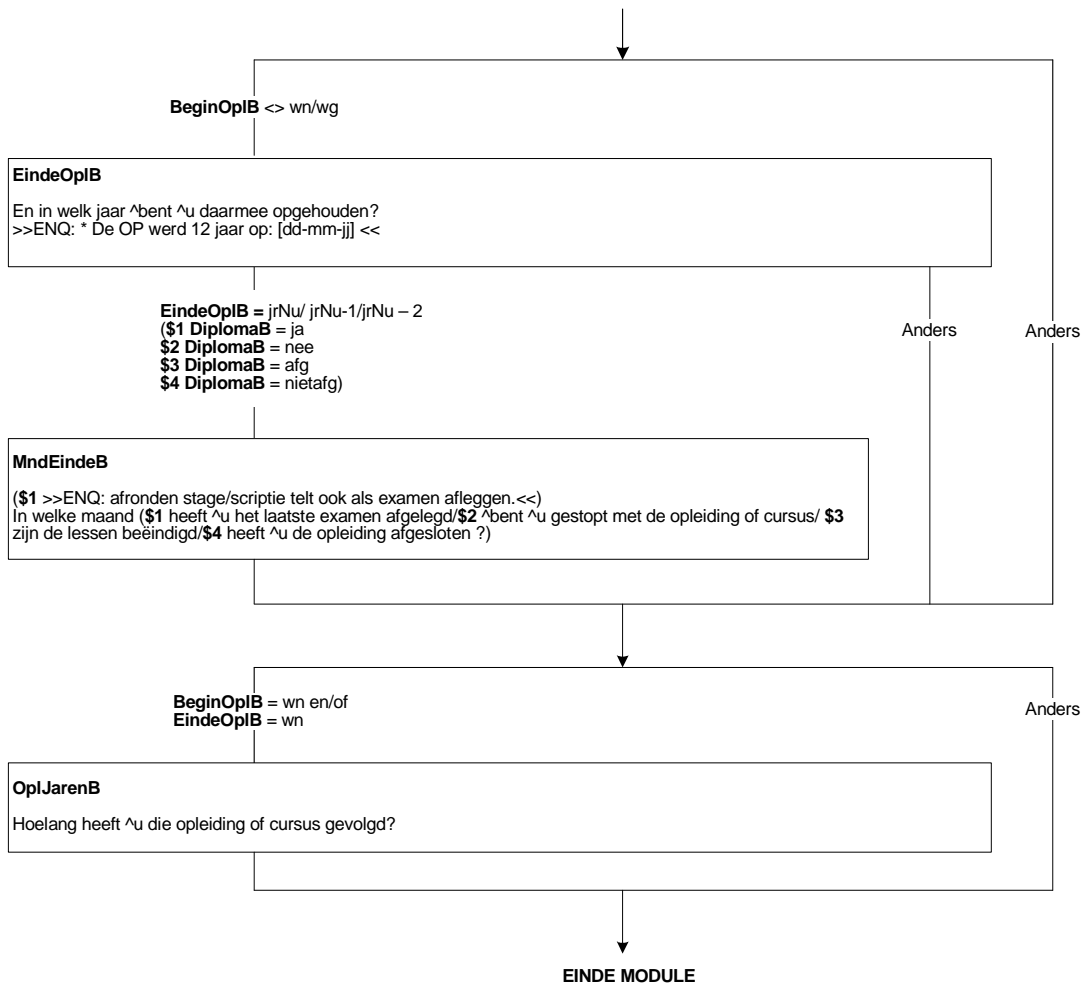 BeginOplB <> wn/wg
EindeOplB
En in welk jaar ^bent ^u daarmee opgehouden?
>>ENQ: * De OP werd 12 jaar op: [dd-mm-jj] <<
EindeOplB = jrNu/ jrNu-1/jrNu – 2
($1 DiplomaB = ja
$2 DiplomaB = nee
$3 DiplomaB = afg
$4 DiplomaB = nietafg)
Anders
Anders
MndEindeB
($1 >>ENQ: afronden stage/scriptie telt ook als examen afleggen.<<)
In welke maand ($1 heeft ^u het laatste examen afgelegd/$2 ^bent ^u gestopt met de opleiding of cursus/ $3
zijn de lessen beëindigd/$4 heeft ^u de opleiding afgesloten ?)
BeginOplB = wn en/of
EindeOplB = wn
Anders
OplJarenB
Hoelang heeft ^u die opleiding of cursus gevolgd?
EINDE MODULE